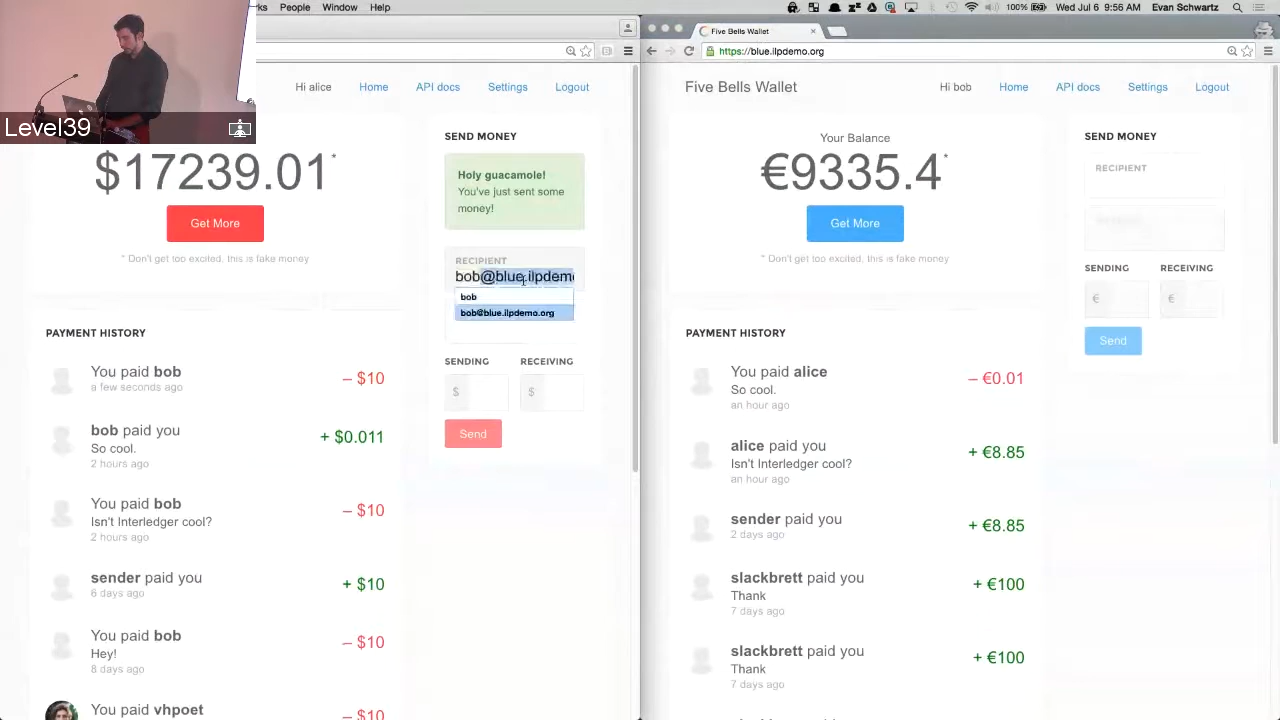 rks People Window Help
100% Wed Jul 6 9:56 AM Evan Schwartz
Level39
Five Bells Wallet
https://blue.ilpdemo.org
Hi alice Home API docs Settings Logout
$17239.01*
Get More
* Don't get too excited, this is fake money
SEND MONEY
Holy guacamole!
You've just sent some
money!
RECIPIENT
bob@blue.ilpdem
bob
bob@blue.ilpdemo.org
SENDING RECEIVING
$ $
Send
PAYMENT HISTORY
You paid bob
a few seconds ago
– $10
bob paid you
So cool.
2 hours ago
+ $0.011
You paid bob
Isn't Interledger cool?
2 hours ago
– $10
sender paid you
6 days ago
+ $10
You paid bob
Hey!
8 days ago
– $10
You paid vhpoet
– $10
Five Bells Wallet
Hi bob Home API docs Settings Logout
Your Balance
€9335.4*
Get More
* Don't get too excited, this is fake money
SEND MONEY
RECIPIENT
SENDING RECEIVING
€ €
Send
PAYMENT HISTORY
You paid alice
So cool.
an hour ago
– €0.01
alice paid you
Isn't Interledger cool?
an hour ago
+ €8.85
sender paid you
2 days ago
+ €8.85
slackbrett paid you
Thank
7 days ago
+ €100
slackbrett paid you
Thank
7 days ago
+ €100